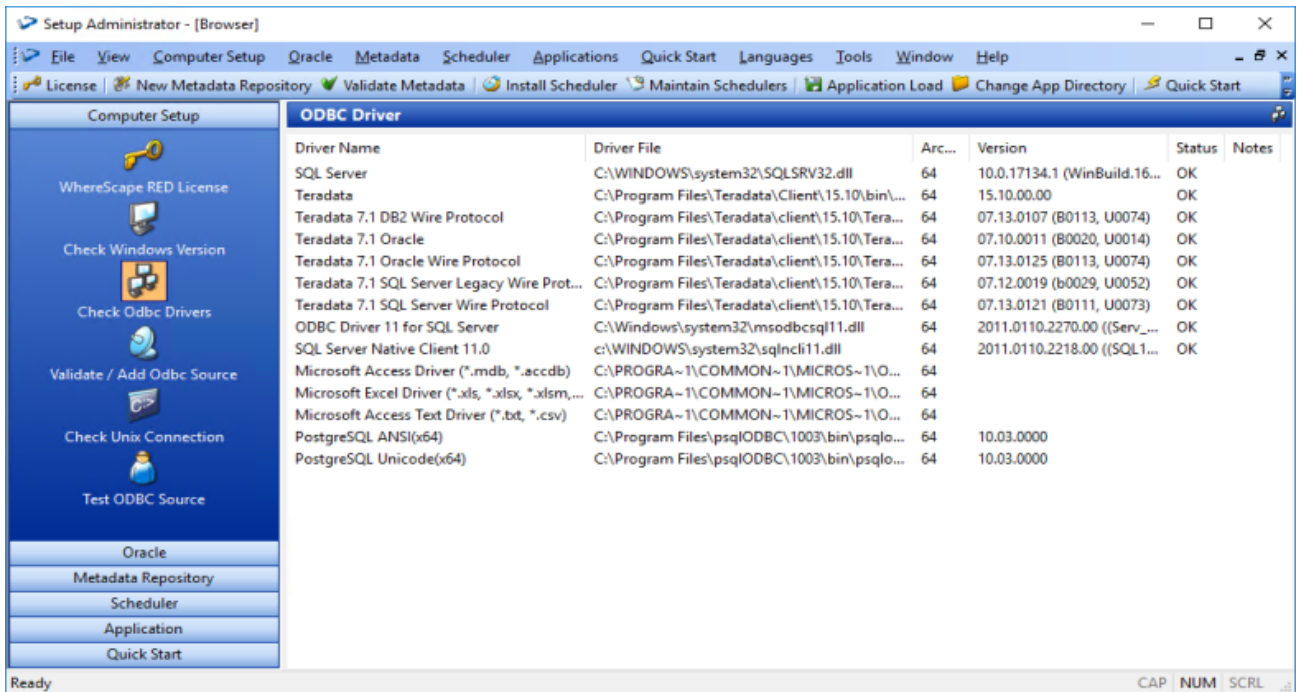 Setup Administrator - [Browser]
File View Computer Setup Oracle Metadata Scheduler Applications Quick Start Languages Tools Window Help
License New Metadata Repository Validate Metadata Install Scheduler Maintain Schedulers Application Load Change App Directory Quick Start
Computer Setup
WhereScape RED License
Check Windows Version
Check Odbc Drivers
Validate / Add Odbc Source
Check Unix Connection
Test ODBC Source
Oracle
Metadata Repository
Scheduler
Application
Quick Start
ODBC Driver
Driver Name Driver File Arc... Version Status Notes
SQL Server C:\WINDOWS\system32\SQLSRV32.dll 64 10.0.17134.1 (WinBuild.16... OK
Teradata C:\Program Files\Teradata\Client\15.10\bin\... 64 15.10.00.00 OK
Teradata 7.1 DB2 Wire Protocol C:\Program Files\Teradata\client\15.10\Tera... 64 07.13.0107 (B0113, U0074) OK
Teradata 7.1 Oracle C:\Program Files\Teradata\client\15.10\Tera... 64 07.10.0011 (B0020, U0014) OK
Teradata 7.1 Oracle Wire Protocol C:\Program Files\Teradata\client\15.10\Tera... 64 07.13.0125 (B0113, U0074) OK
Teradata 7.1 SQL Server Legacy Wire Prot... C:\Program Files\Teradata\client\15.10\Tera... 64 07.12.0019 (b0029, U0052) OK
Teradata 7.1 SQL Server Wire Protocol C:\Program Files\Teradata\client\15.10\Tera... 64 07.13.0121 (B0111, U0073) OK
ODBC Driver 11 for SQL Server C:\Windows\system32\msodbcsql11.dll 64 2011.0110.2270.00 ((Serv_... OK
SQL Server Native Client 11.0 c:\WINDOWS\system32\sqlncli11.dll 64 2011.0110.2218.00 ((SQL1... OK
Microsoft Access Driver (*.mdb, *.accdb) C:\PROGRA~1\COMMON~1\MICROS~1\O... 64
Microsoft Excel Driver (*.xls, *.xlsx, *.xlsm,... C:\PROGRA~1\COMMON~1\MICROS~1\O... 64
Microsoft Access Text Driver (*.txt, *.csv) C:\PROGRA~1\COMMON~1\MICROS~1\O... 64
PostgreSQL ANSI(x64) C:\Program Files\psqlODBC\1003\bin\psqlo... 64 10.03.0000
PostgreSQL Unicode(x64) C:\Program Files\psqlODBC\1003\bin\psqlo... 64 10.03.0000
Ready CAP NUM SCRL